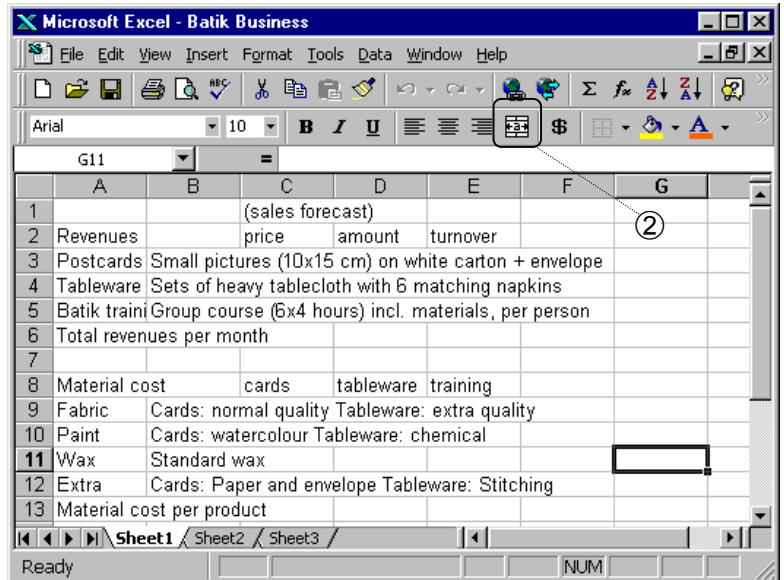 Microsoft Excel - Batik Business
File Edit View Insert Format Tools Data Window Help
ABC Σ fx A Z Z A ?
Arial 10 B I U a $ A
G11 =
A B C D E F G
1 (sales forecast)
2 Revenues price amount turnover
3 Postcards Small pictures (10x15 cm) on white carton + envelope
4 Tableware Sets of heavy tablecloth with 6 matching napkins
5 Batik traini Group course (6x4 hours) incl. materials, per person
6 Total revenues per month
7
8 Material cost cards tableware training
9 Fabric Cards: normal quality Tableware: extra quality
10 Paint Cards: watercolour Tableware: chemical
11 Wax Standard wax
12 Extra Cards: Paper and envelope Tableware: Stitching
13 Material cost per product
Sheet1 Sheet2 Sheet3
Ready NUM
②